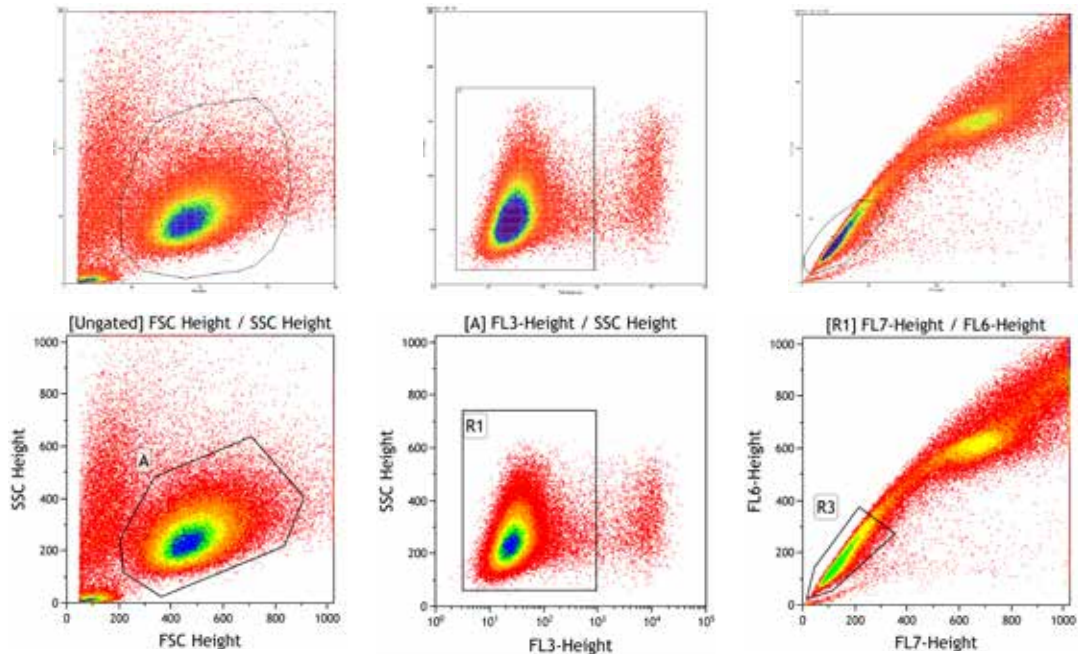 [Ungated] FSC Height / SSC Height
[A] FL3-Height / SSC Height
[R1] FL7-Height / FL6-Height
SSC Height
1000
800
600
400
200
0
A
0 200 400 600 800 1000
FSC Height
SSC Height
1000
800
600
400
200
0
R1
10⁰ 10¹ 10² 10³ 10⁴ 10⁵
FL3-Height
FL6-Height
1000
800
600
400
200
0
R3
0 200 400 600 800 1000
FL7-Height